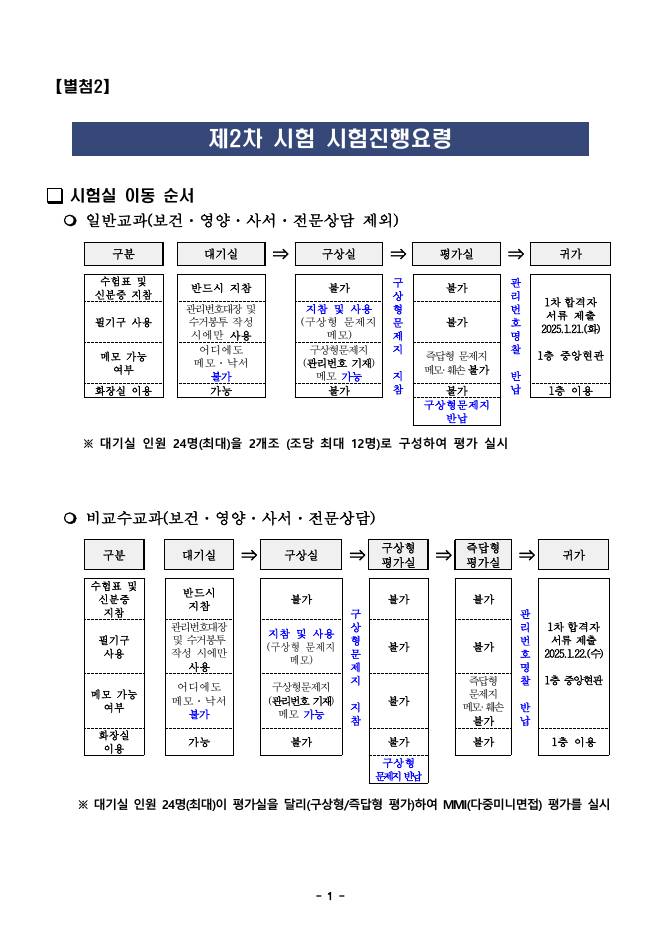 【별첨2】
제2차 시험 시험진행요령
❏ 시험실 이동 순서
❍ 일반교과(보건・영양・사서・전문상담 제외)
구분 대기실 ⇒ 구상실 ⇒ 평가실 ⇒ 귀가
수험표 및
신분증 지참
반드시 지참
불가
불가
필기구 사용
관리번호대장 및
수거봉투 작성
시에만 사용
지참 및 사용
(구상형 문제지
메모)
불가
메모 가능
여부
어디에도
메모・낙서
불가
구상형문제지
(관리번호 기재)
메모 가능
즉답형 문제지
메모·훼손 불가
화장실 이용
가능
불가
불가
구상형문제지
반납
구상형문제지 지참
관리번호명찰 반납
1차 합격자
서류 제출
2025.1.21.(화)
1층 중앙현관
1층 이용
※ 대기실 인원 24명(최대)을 2개조 (조당 최대 12명)로 구성하여 평가 실시
❍ 비교수교과(보건・영양・사서・전문상담)
구분 대기실 ⇒ 구상실 ⇒ 구상형 평가실 ⇒ 즉답형 평가실 ⇒ 귀가
수험표 및
신분증
지참
반드시
지참
불가
불가
불가
필기구
사용
관리번호대장
및 수거봉투
작성 시에만
사용
지참 및 사용
(구상형 문제지
메모)
불가
불가
메모 가능
여부
어디에도
메모・낙서
불가
구상형문제지
(관리번호 기재)
메모 가능
불가
즉답형
문제지
메모·훼손
불가
화장실
이용
가능
불가
불가
불가
구상형
문제지 반납
구상형문제지 지참
관리번호명찰 반납
1차 합격자
서류 제출
2025.1.22.(수)
1층 중앙현관
1층 이용
※ 대기실 인원 24명(최대)이 평가실을 달리(구상형/즉답형 평가)하여 MMI(다중미니면접) 평가를 실시
- 1 -